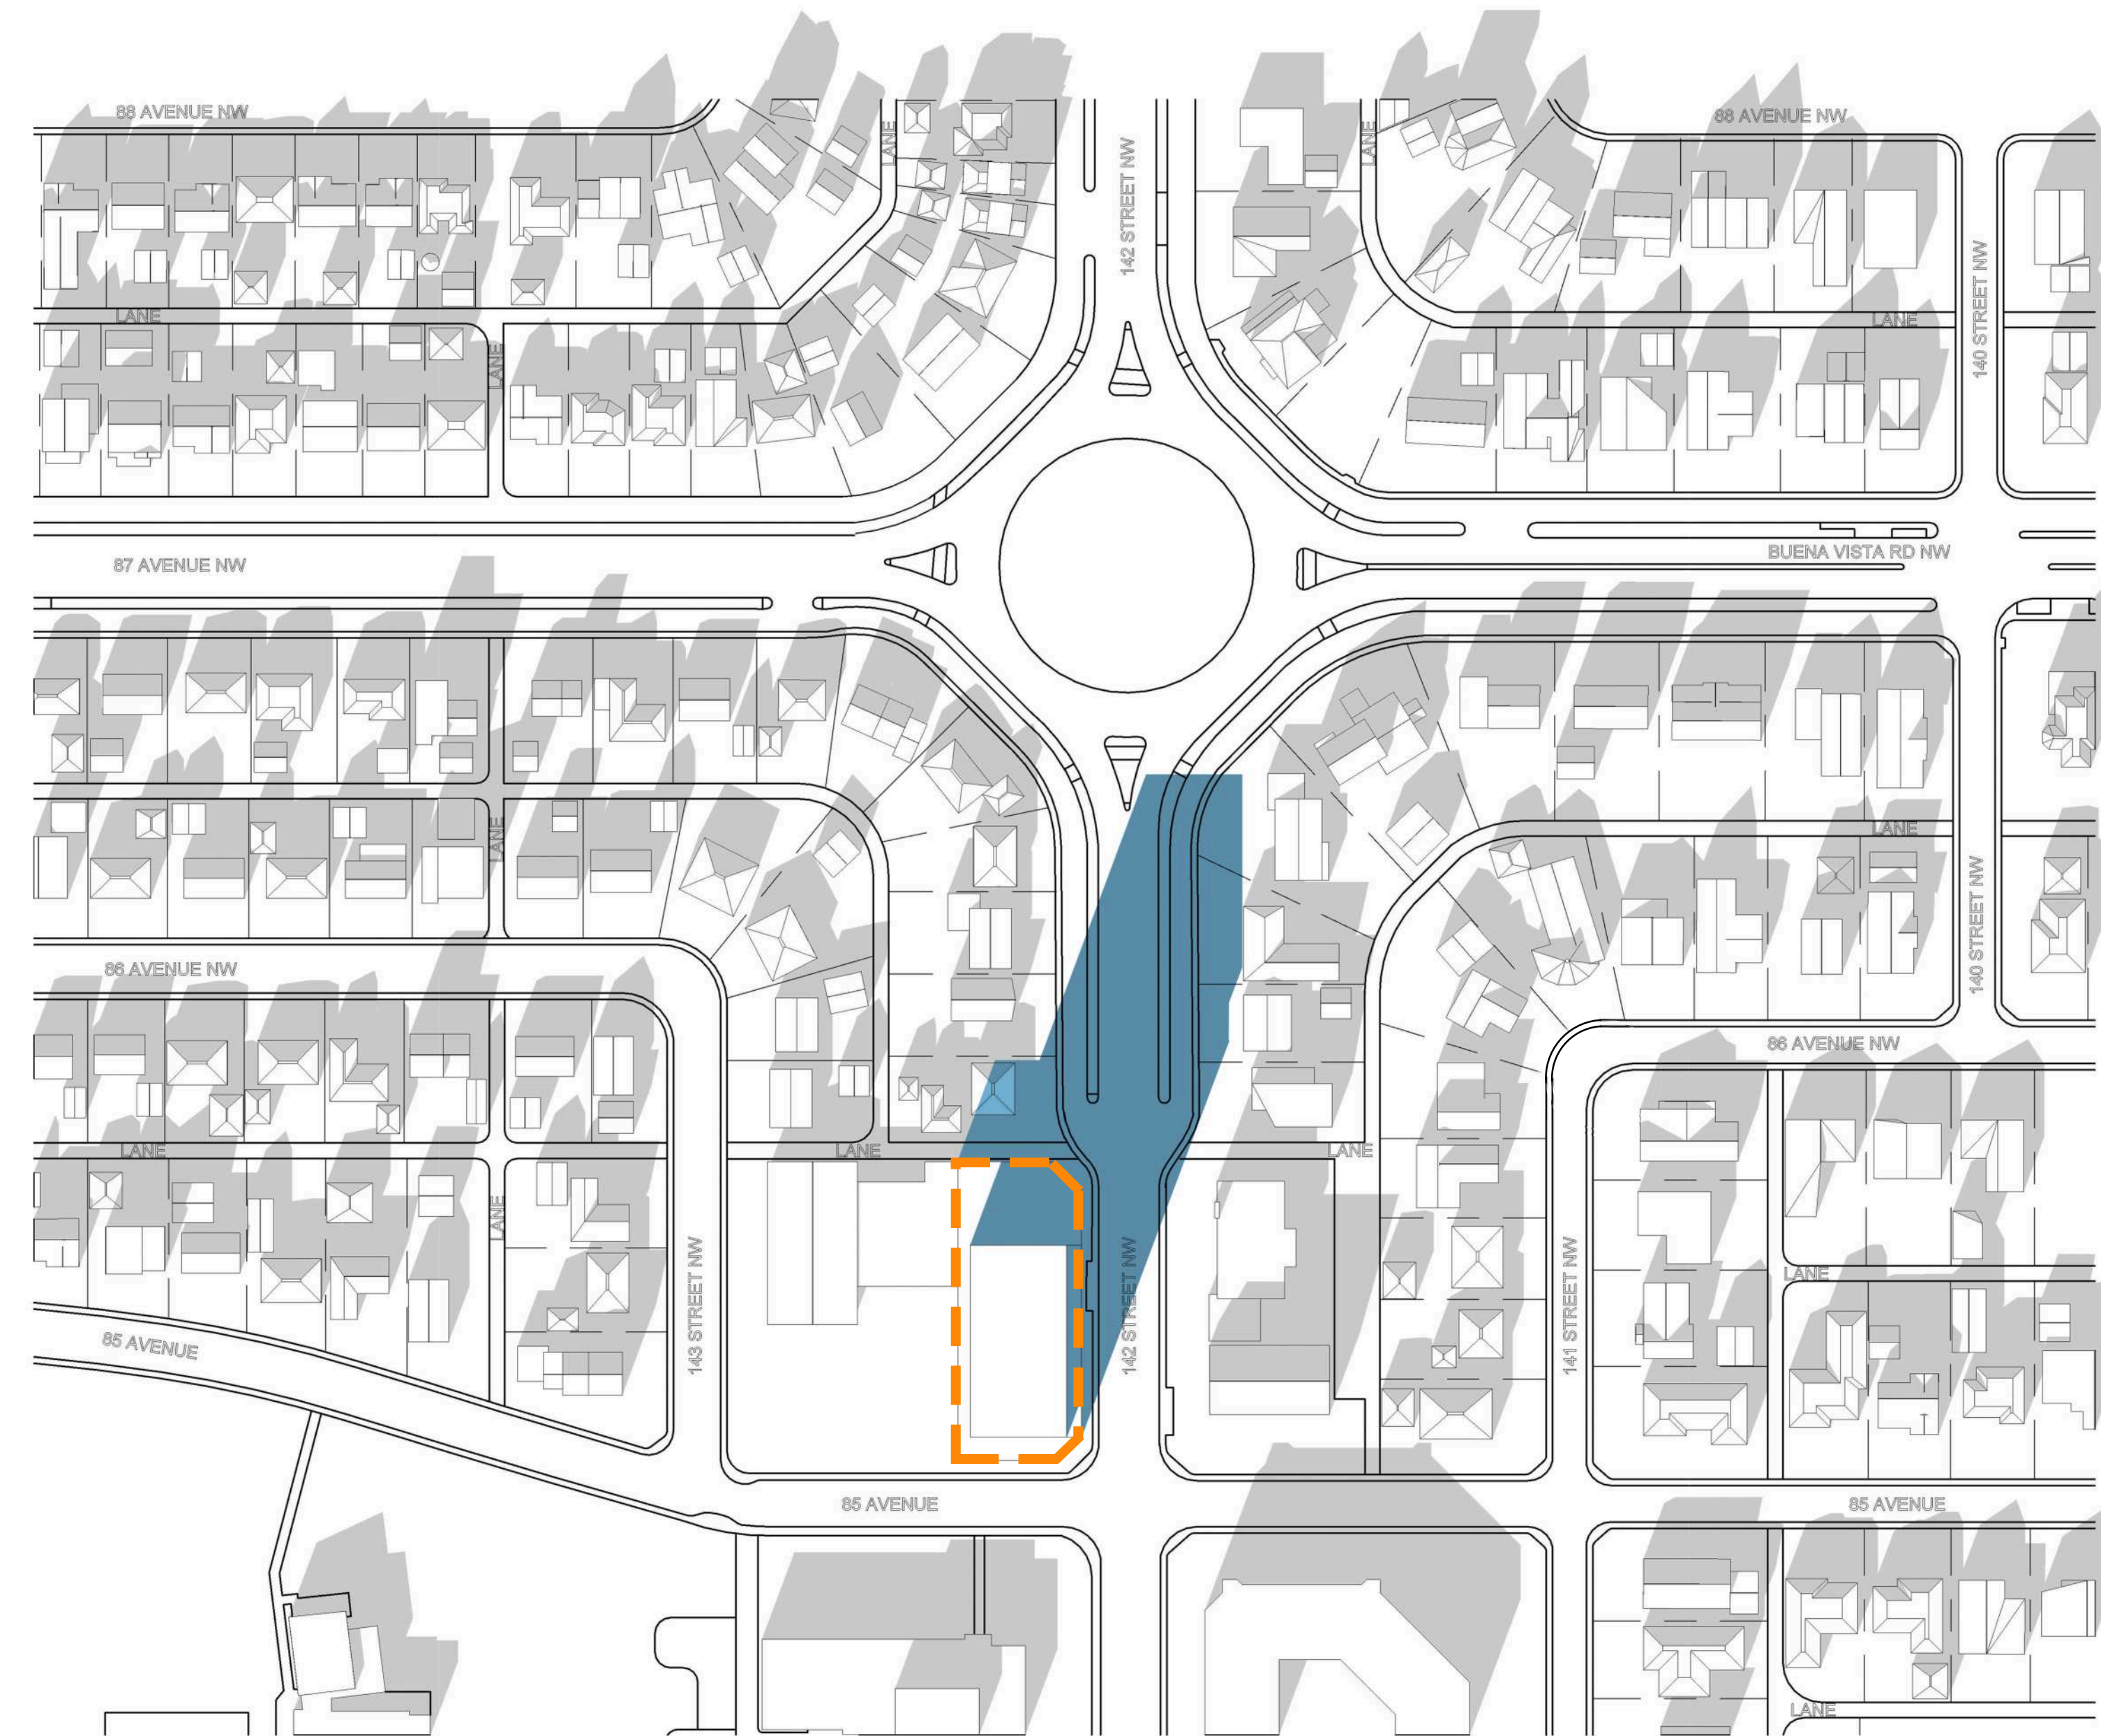 88 AVENUE NW
LANE
142 STREET NW
LANE
88 AVENUE NW
LANE
LANE
140 STREET NW
LANE
87 AVENUE NW
BUENA VISTA RD NW
LANE
LANE
140 STREET NW
86 AVENUE NW
86 AVENUE NW
LANE
LANE
LANE
LANE
143 STREET NW
142 STREET NW
141 STREET NW
LANE
85 AVENUE
85 AVENUE
85 AVENUE
LANE